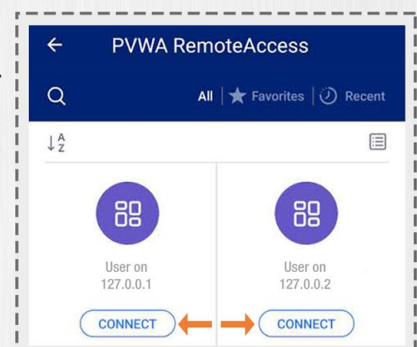 PVWA RemoteAccess
All | Favorites | Recent
A
Z
User on
127.0.0.1
CONNECT
User on
127.0.0.2
CONNECT